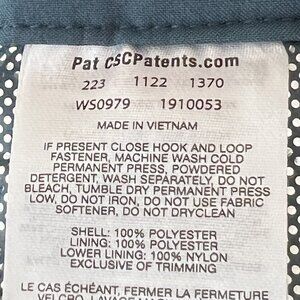 Pat CSCPatents.com
223 1122 1370
WS0979 1910053
MADE IN VIETNAM
IF PRESENT CLOSE HOOK AND LOOP
FASTENER, MACHINE WASH COLD
PERMANENT PRESS, POWDERED
DETERGENT, WASH SEPARATELY, DO NOT
BLEACH, TUMBLE DRY PERMANENT PRESS
LOW, DO NOT IRON, DO NOT USE FABRIC
SOFTENER, DO NOT DRYCLEAN
SHELL: 100% POLYESTER
LINING: 100% POLYESTER
LOWER LINING: 100% NYLON
EXCLUSIVE OF TRIMMING
LE CAS ÉCHÉANT, FERMER LA FERMETURE
VELCRO, LAVAGE